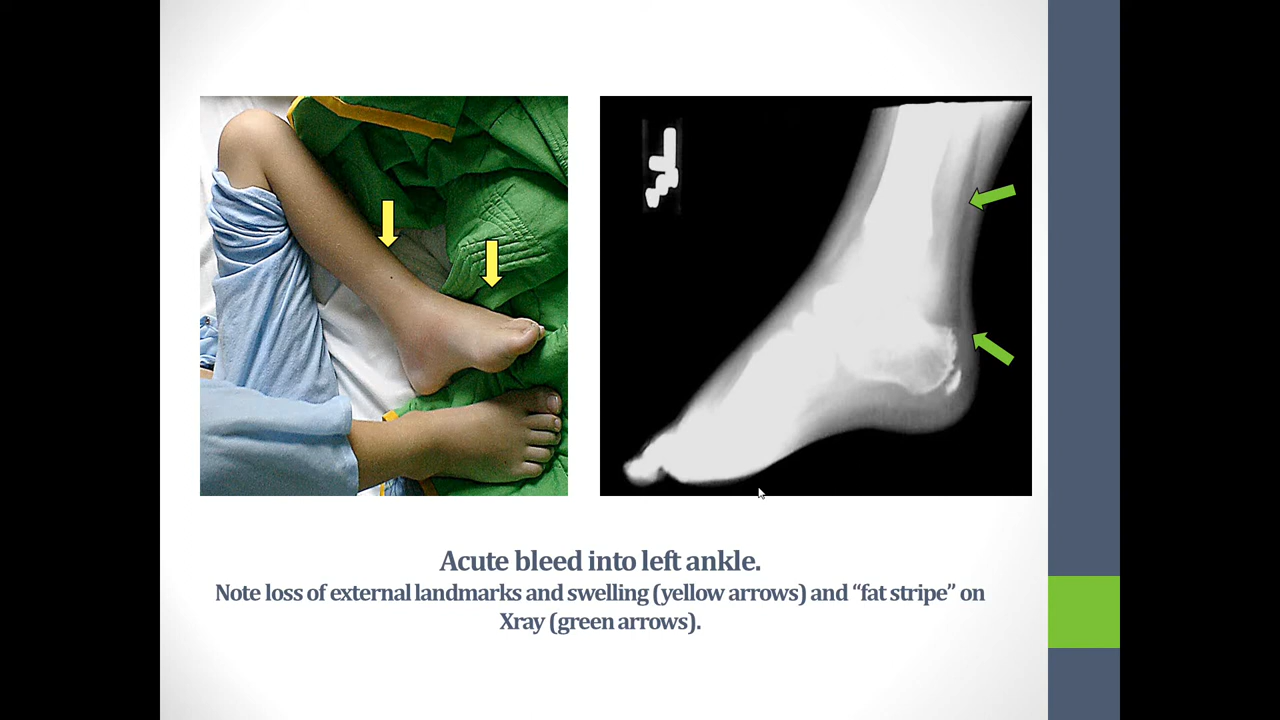 Acute bleed into left ankle.
Note loss of external landmarks and swelling (yellow arrows) and “fat stripe” on
Xray (green arrows).